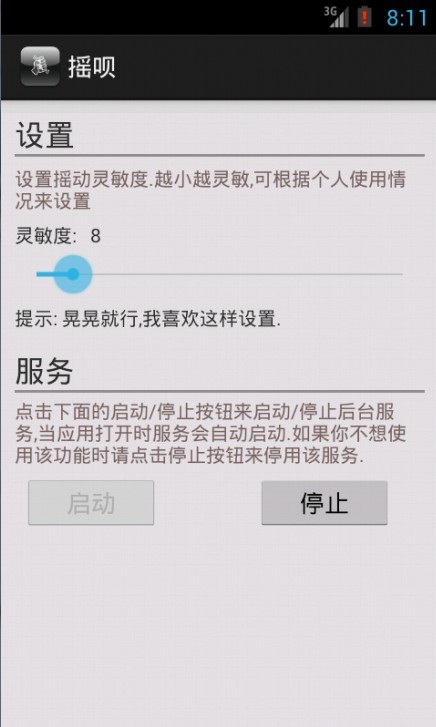 3G
8:11
摇呗
设置
设置摇动灵敏度.越小越灵敏,可根据个人使用情
况来设置
灵敏度: 8
提示: 晃晃就行,我喜欢这样设置.
服务
点击下面的启动/停止按钮来启动/停止后台服
务,当应用打开时服务会自动启动.如果你不想使
用该功能时请点击停止按钮来停用该服务.
启动
停止